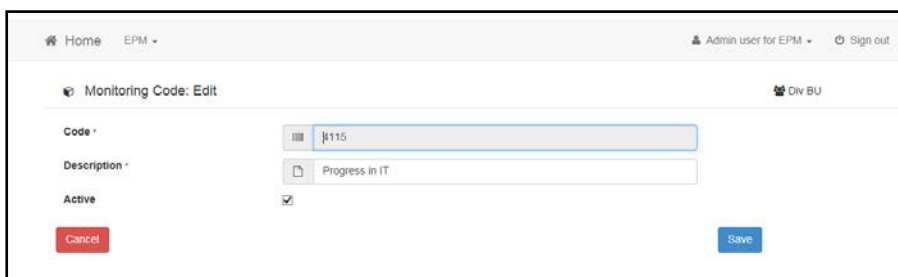 Home EPM Admin user for EPM Sign out
Monitoring Code: Edit Div BU
Code *
4115
Description *
Progress in IT
Active
Cancel Save